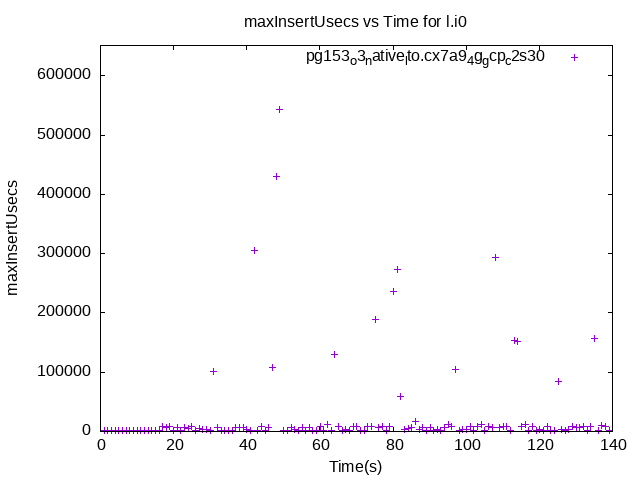 maxInsertUsecs vs Time for l.i0
pg153_o3_native_lto.cx7a9_4g_gcp_c2s30
600000
500000
400000
300000
200000
100000
0
maxInsertUsecs
0 20 40 60 80 100 120 140
Time(s)